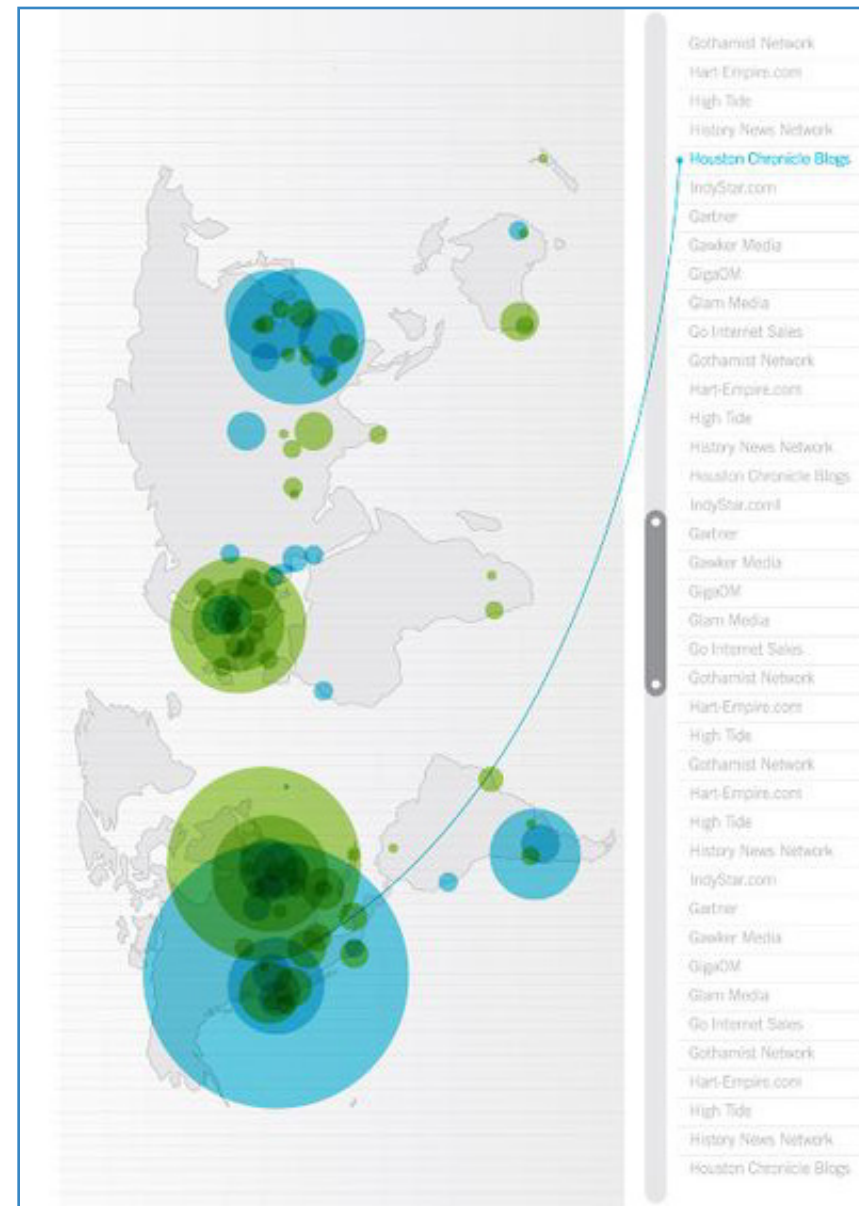 Gothamist Network
Hart-Empire.com
High Tide
History News Network
Houston Chronicle Blogs
IndyStar.com
Gartner
Gawker Media
GigaOM
Glam Media
Go Internet Sales
Gothamist Network
Hart-Empire.com
High Tide
History News Network
Houston Chronicle Blogs
IndyStar.coml
Gartner
Gawker Media
GigaOM
Glam Media
Go Internet Sales
Gothamist Network
Hart-Empire.com
High Tide
Gothamist Network
Hart-Empire.com
High Tide
History News Network
IndyStar.com
Gartner
Gawker Media
GigaOM
Glam Media
Go Internet Sales
Gothamist Network
Hart-Empire.com
High Tide
History News Network
Houston Chronicle Blogs